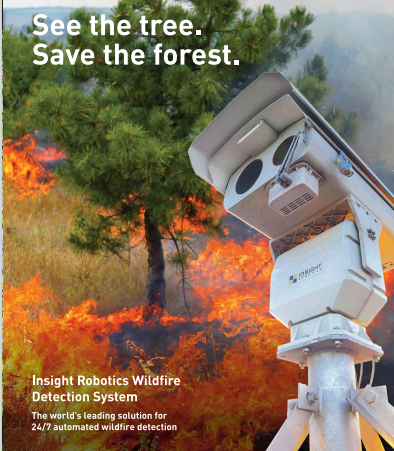 See the tree.
Save the forest.
INSIGHT
ROBOTICS
Insight Robotics Wildfire
Detection System
The world's leading solution for
24/7 automated wildfire detection